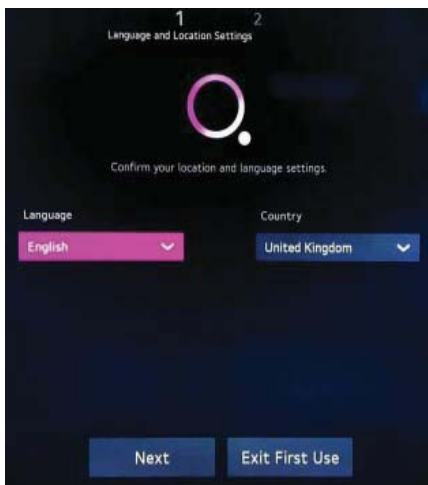 1 2
Language and Location Settings
Confirm your location and language settings.
Language Country
English United Kingdom
Next Exit First Use